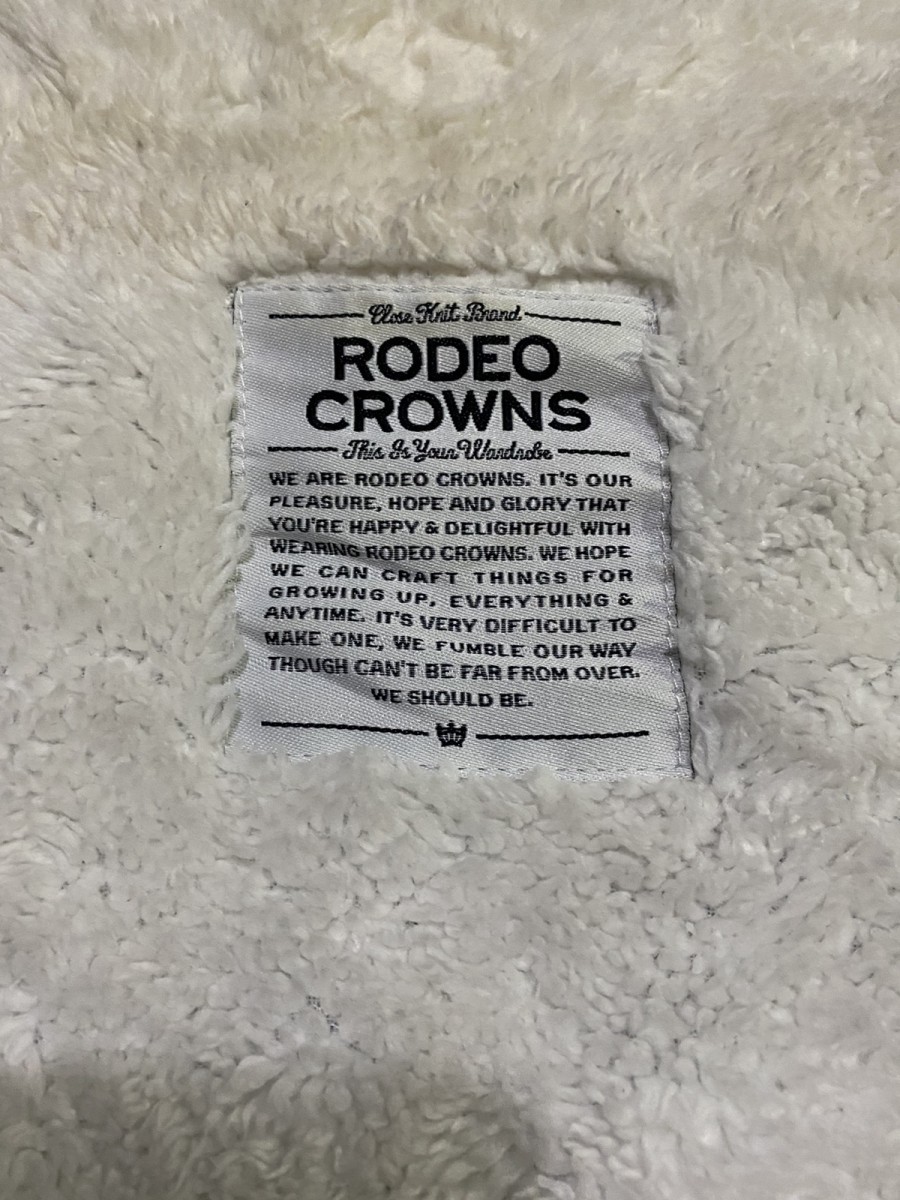 Close Knit Brand
RODEO
CROWNS
This Is Your Wardrobe
WE ARE RODEO CROWNS. IT'S OUR
PLEASURE, HOPE AND GLORY THAT
YOU'RE HAPPY & DELIGHTFUL WITH
WEARING RODEO CROWNS. WE HOPE
WE CAN CRAFT THINGS FOR
GROWING UP, EVERYTHING &
ANYTIME. IT'S VERY DIFFICULT TO
MAKE ONE, WE FUMBLE OUR WAY
THOUGH CAN'T BE FAR FROM OVER.
WE SHOULD BE.